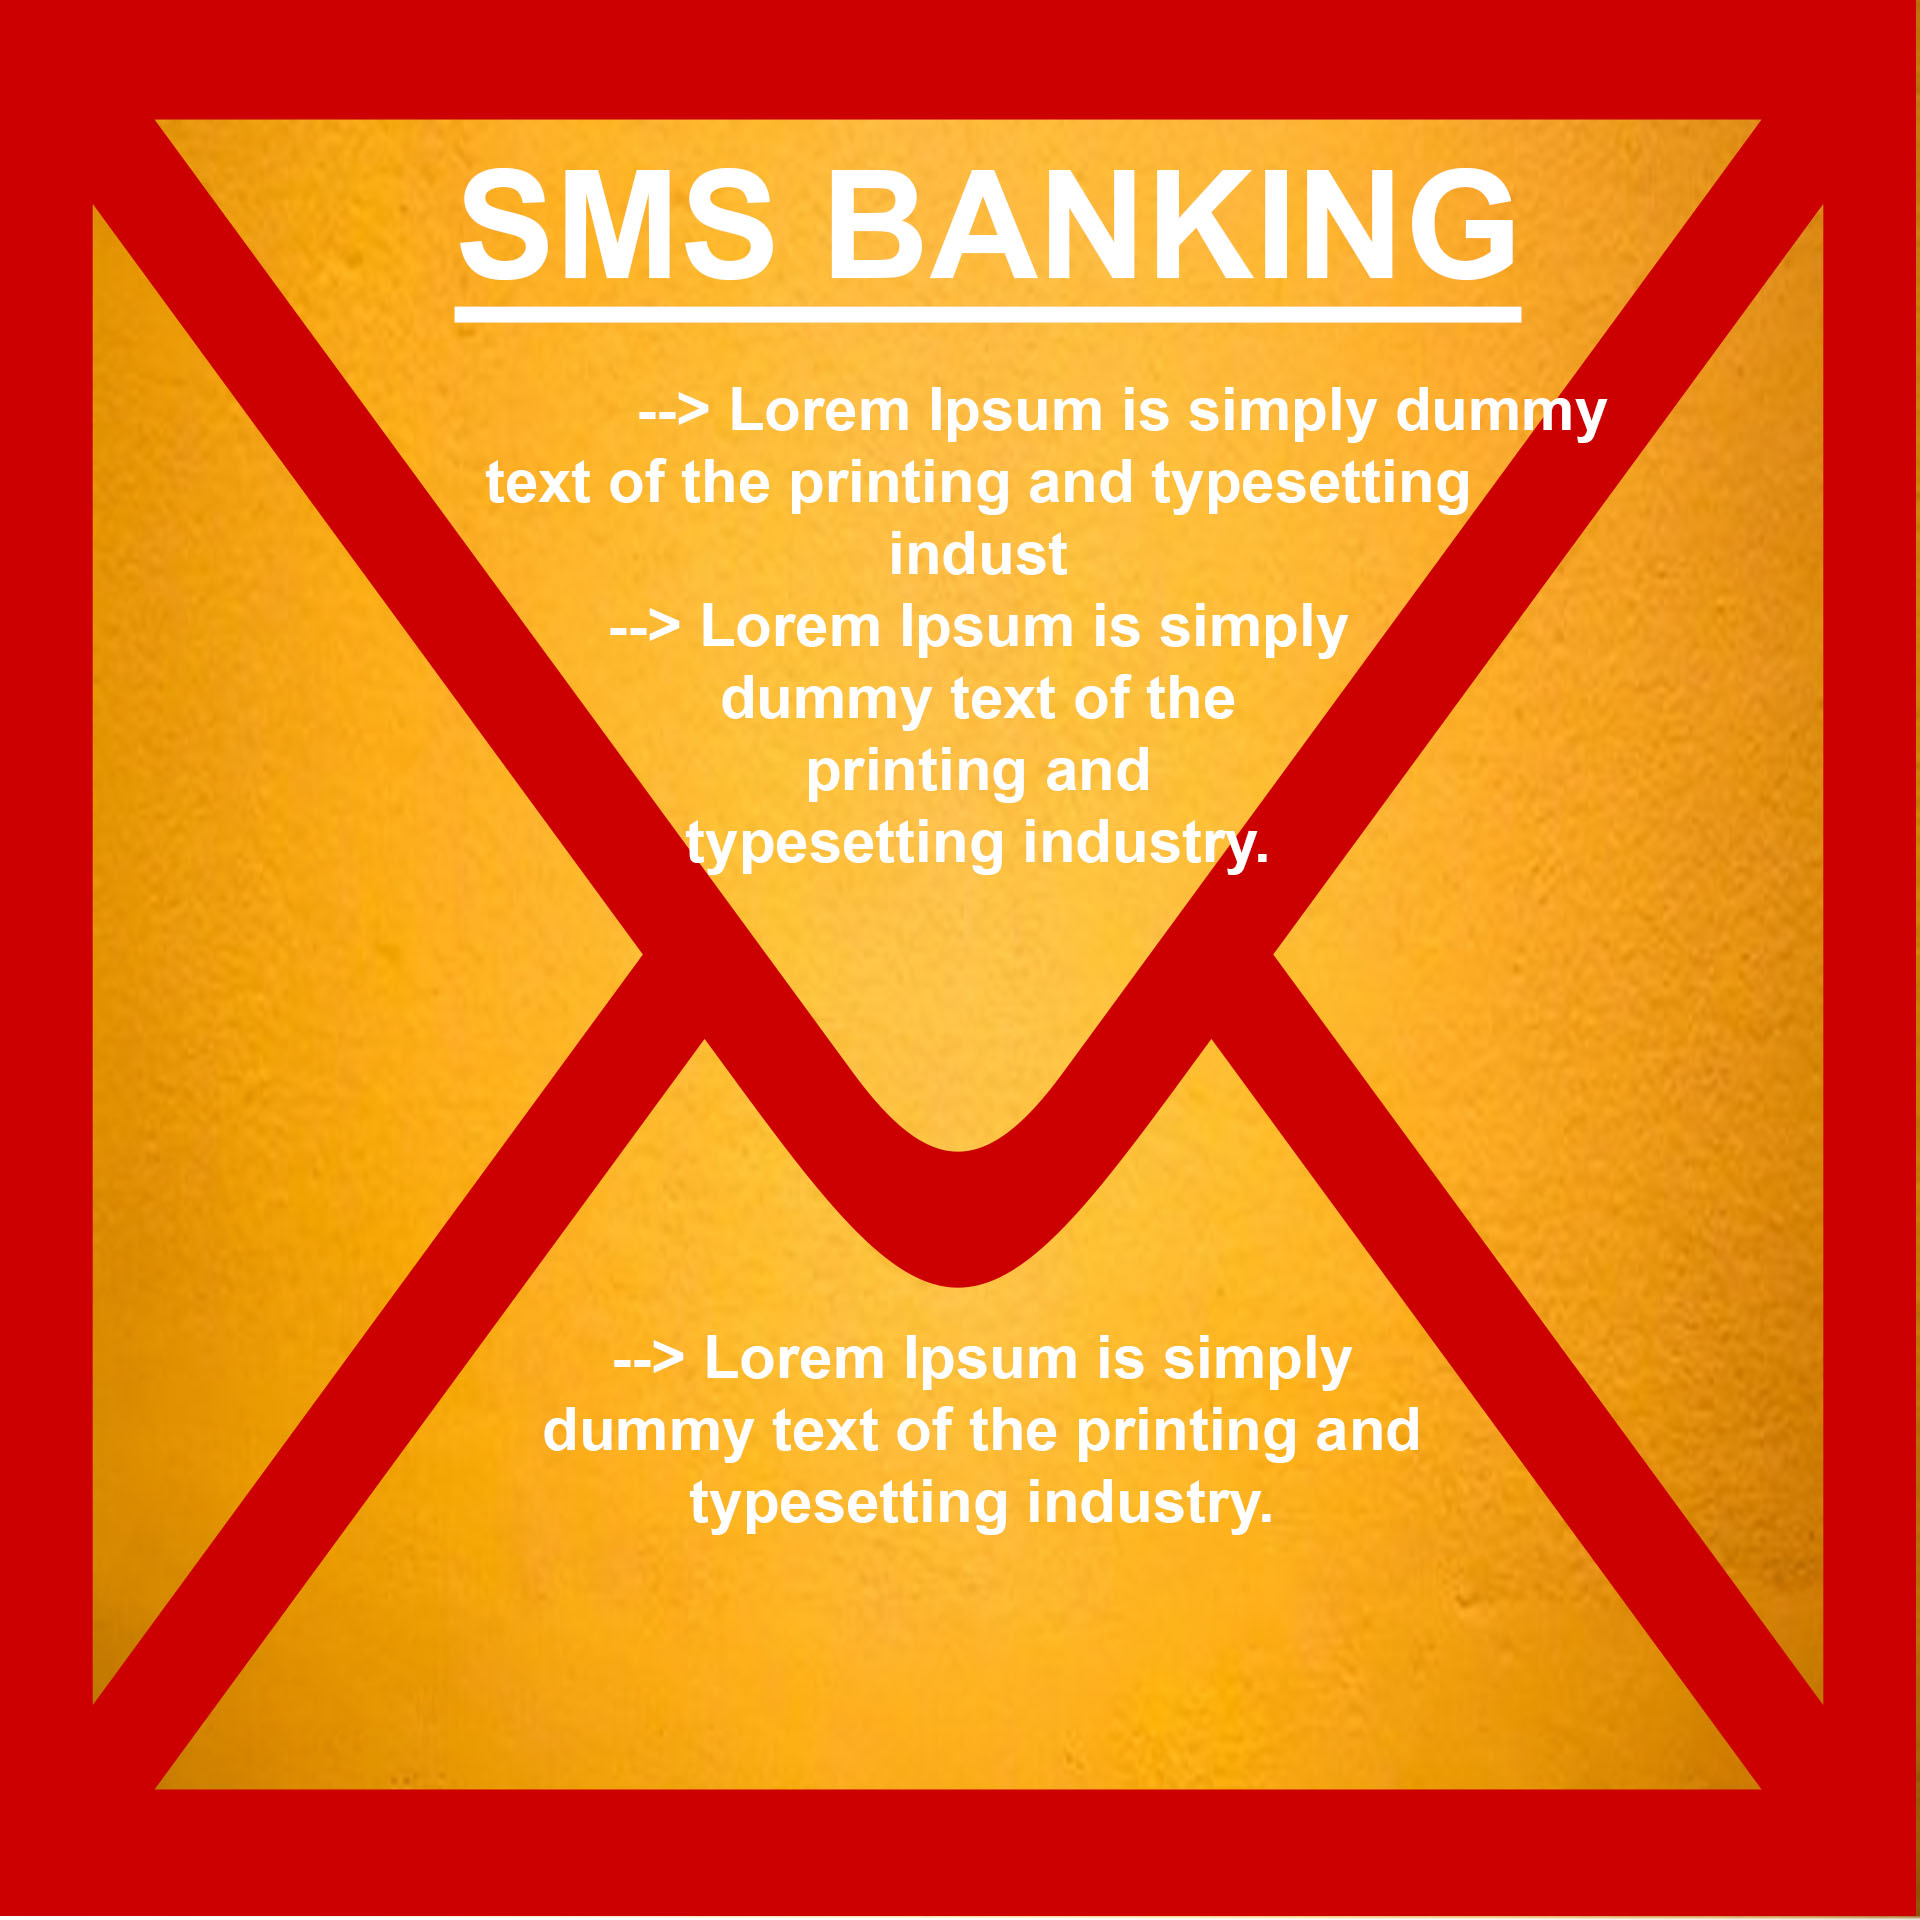 SMS BANKING
--> Lorem Ipsum is simply dummy
text of the printing and typesetting
indust
--> Lorem Ipsum is simply
dummy text of the
printing and
typesetting industry.
--> Lorem Ipsum is simply
dummy text of the printing and
typesetting industry.